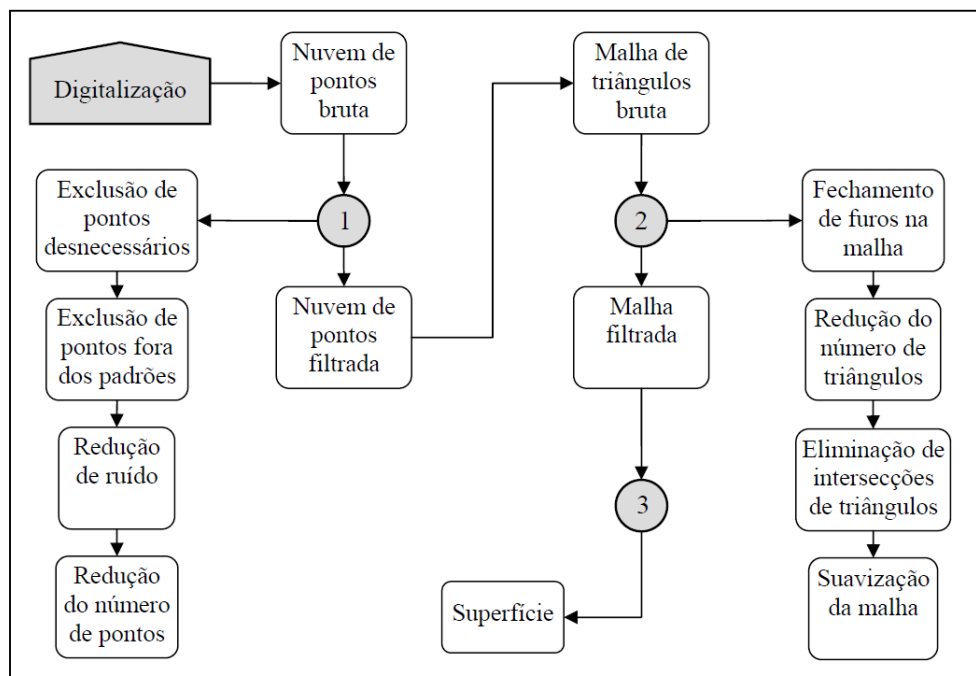 Digitalização
Nuvem de
pontos
bruta
Malha de
triângulos
bruta
Exclusão de
pontos
desnecessários
1
2
Fechamento
de furos na
malha
Exclusão de
pontos fora
dos padrões
Nuvem de
pontos
filtrada
Malha
filtrada
Redução do
número de
triângulos
Redução
de ruído
3
Eliminação de
intersecções
de triângulos
Redução
do número
de pontos
Superfície
Suavização
da malha